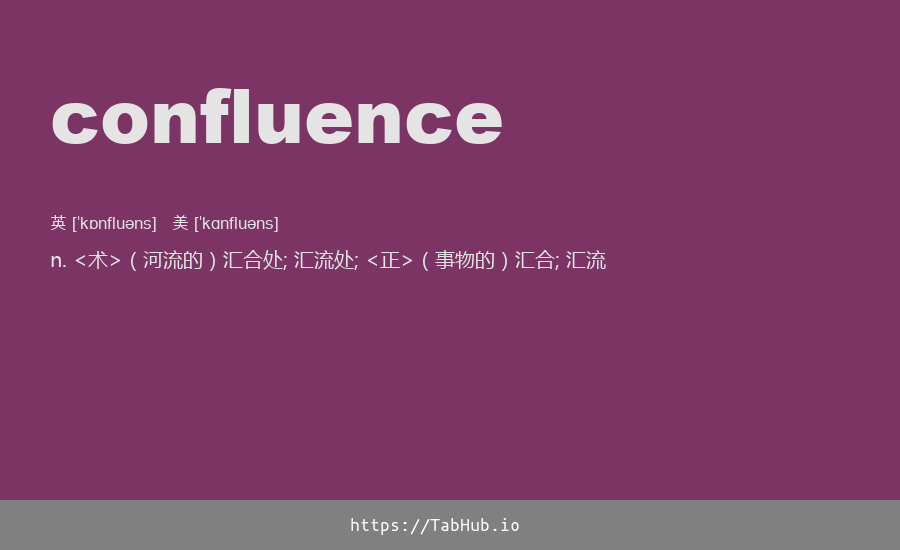 confluence
英 [ˈkɒnfluəns] 美 [ˈkɑnfluəns]
n. <术>（河流的）汇合处; 汇流处; <正>（事物的）汇合; 汇流
https://TabHub.io